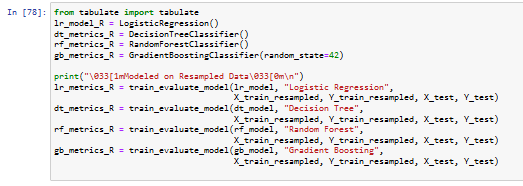 In [78]: from tabulate import tabulate
lr_model_R = LogisticRegression()
dt_metrics_R = DecisionTreeClassifier()
rf_metrics_R = RandomForestClassifier()
gb_metrics_R = GradientBoostingClassifier(random_state=42)
print("\033[1mModeled on Resampled Data\033[0m\n")
lr_metrics_R = train_evaluate_model(lr_model, "Logistic Regression",
X_train_resampled, Y_train_resampled, X_test, Y_test)
dt_metrics_R = train_evaluate_model(dt_model, "Decision Tree",
X_train_resampled, Y_train_resampled, X_test, Y_test)
rf_metrics_R = train_evaluate_model(rf_model, "Random Forest",
X_train_resampled, Y_train_resampled, X_test, Y_test)
gb_metrics_R = train_evaluate_model(gb_model, "Gradient Boosting",
X_train_resampled, Y_train_resampled, X_test, Y_test)